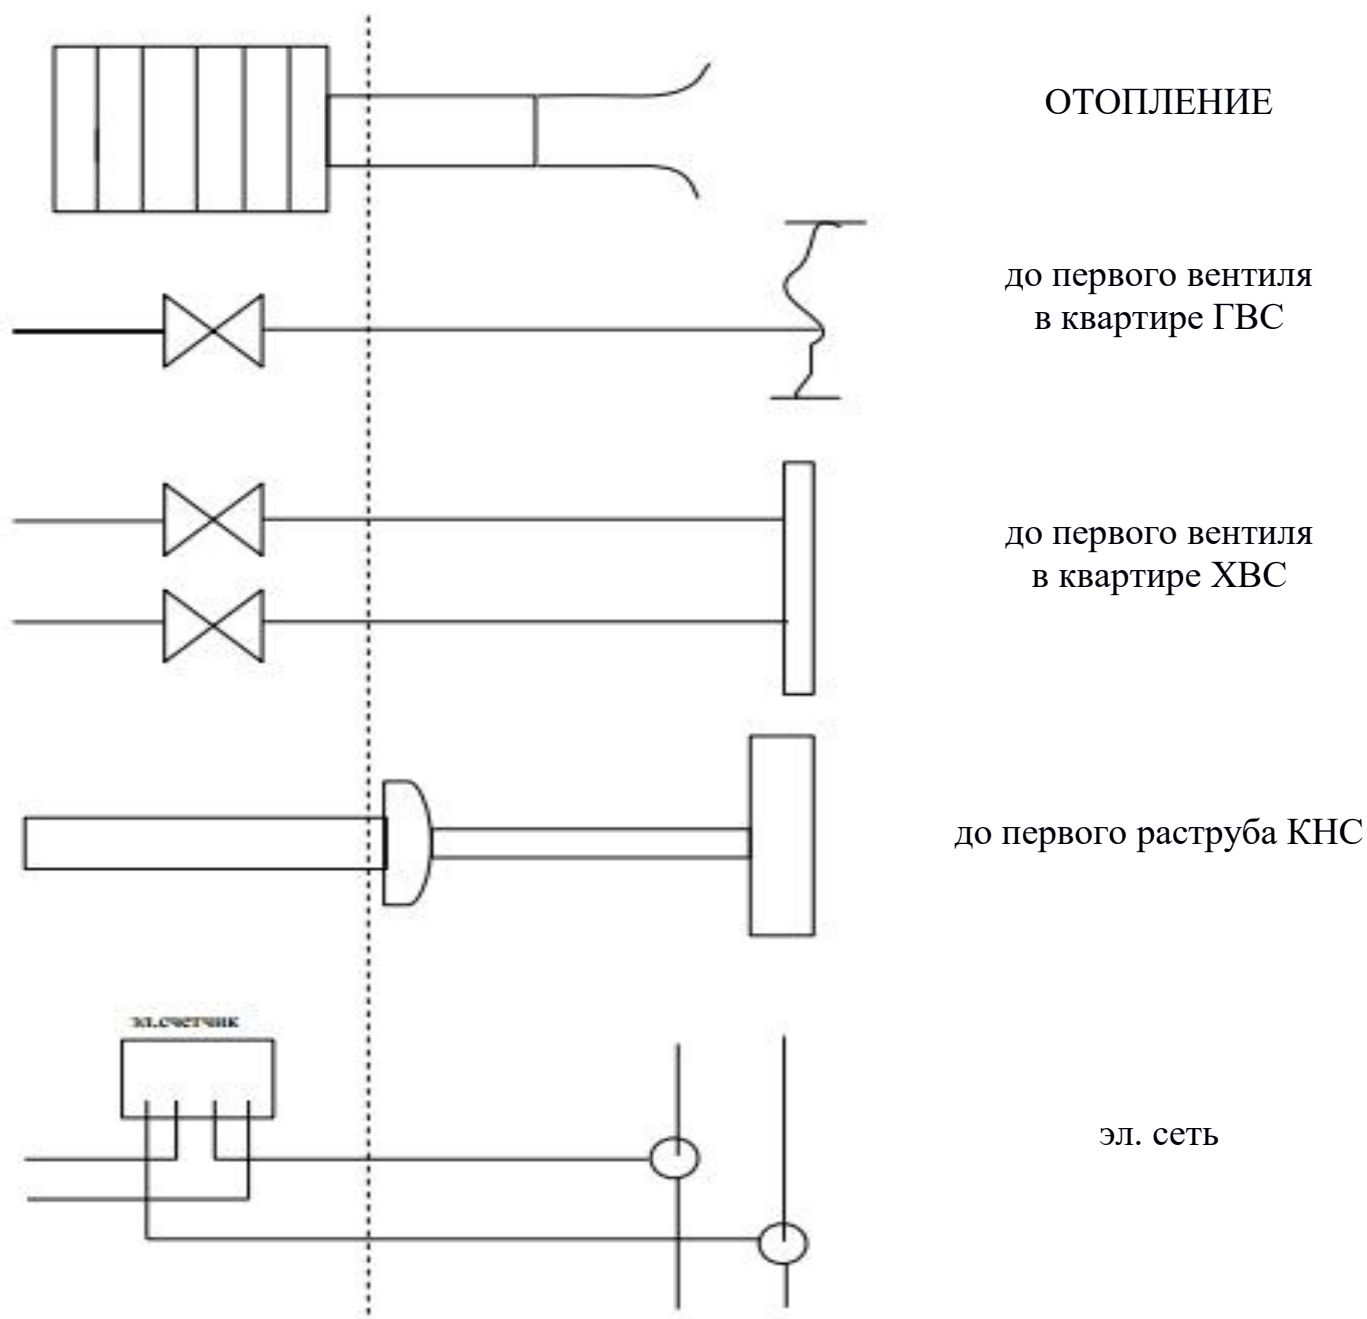 ОТОПЛЕНИЕ
до первого вентиля
в квартире ГВС
до первого вентиля
в квартире ХВС
до первого раструба КНС
эл.счетчик
эл. сеть